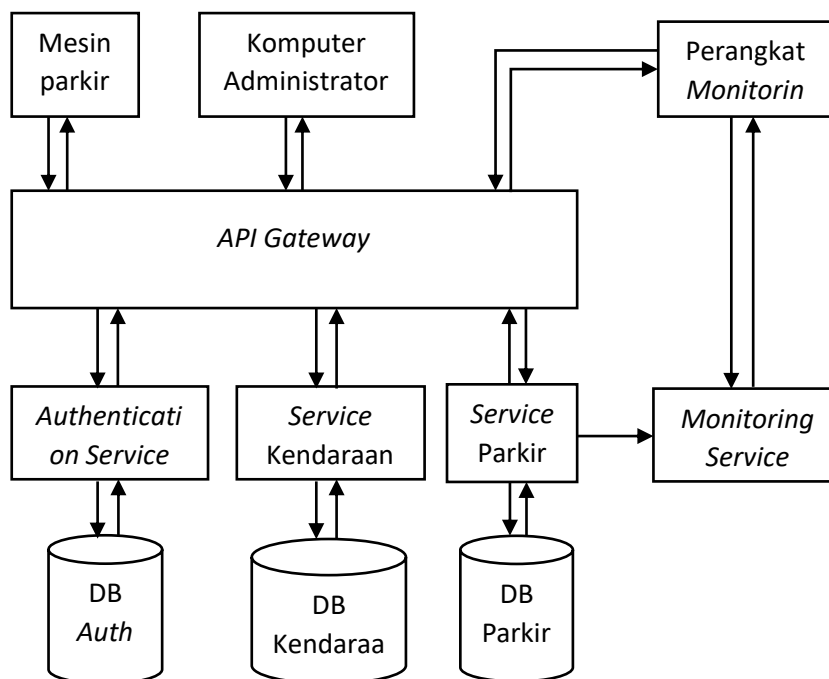 Mesin
parkir
Komputer
Administrator
Perangkat
Monitorin
API Gateway
Authenticati
on Service
Service
Kendaraan
Service
Parkir
Monitoring
Service
DB
Auth
DB
Kendaraa
DB
Parkir